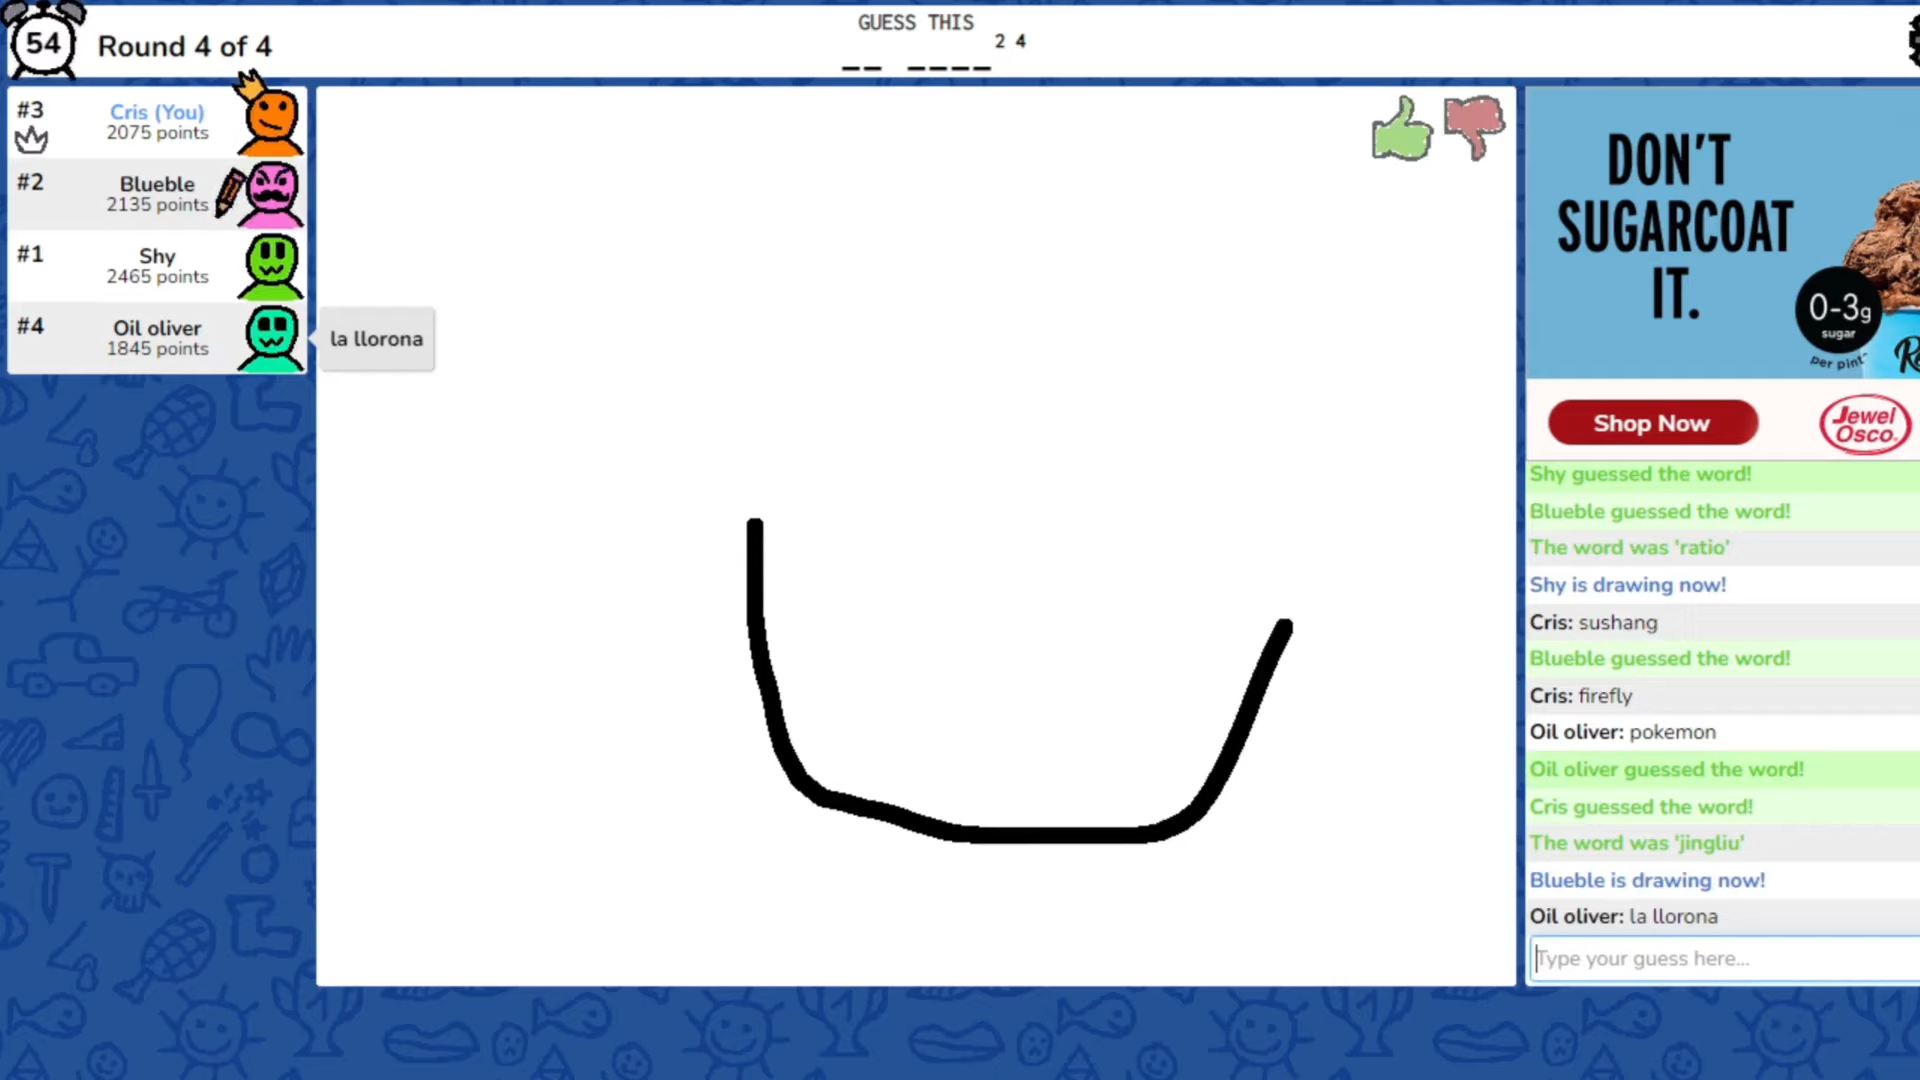 54
Round 4 of 4
GUESS THIS
__ ____ 2 4
#3 Cris (You)
2075 points
#2 Blueble
2135 points
#1 Shy
2465 points
#4 Oil oliver
1845 points
la llorona
DON'T
SUGARCOAT
IT.
0-3g
sugar
per pint
Shop Now
Jewel
Osco
Shy guessed the word!
Blueble guessed the word!
The word was 'ratio'
Shy is drawing now!
Cris: sushang
Blueble guessed the word!
Cris: firefly
Oil oliver: pokemon
Oil oliver guessed the word!
Cris guessed the word!
The word was 'jingliu'
Blueble is drawing now!
Oil oliver: la llorona
Type your guess here...